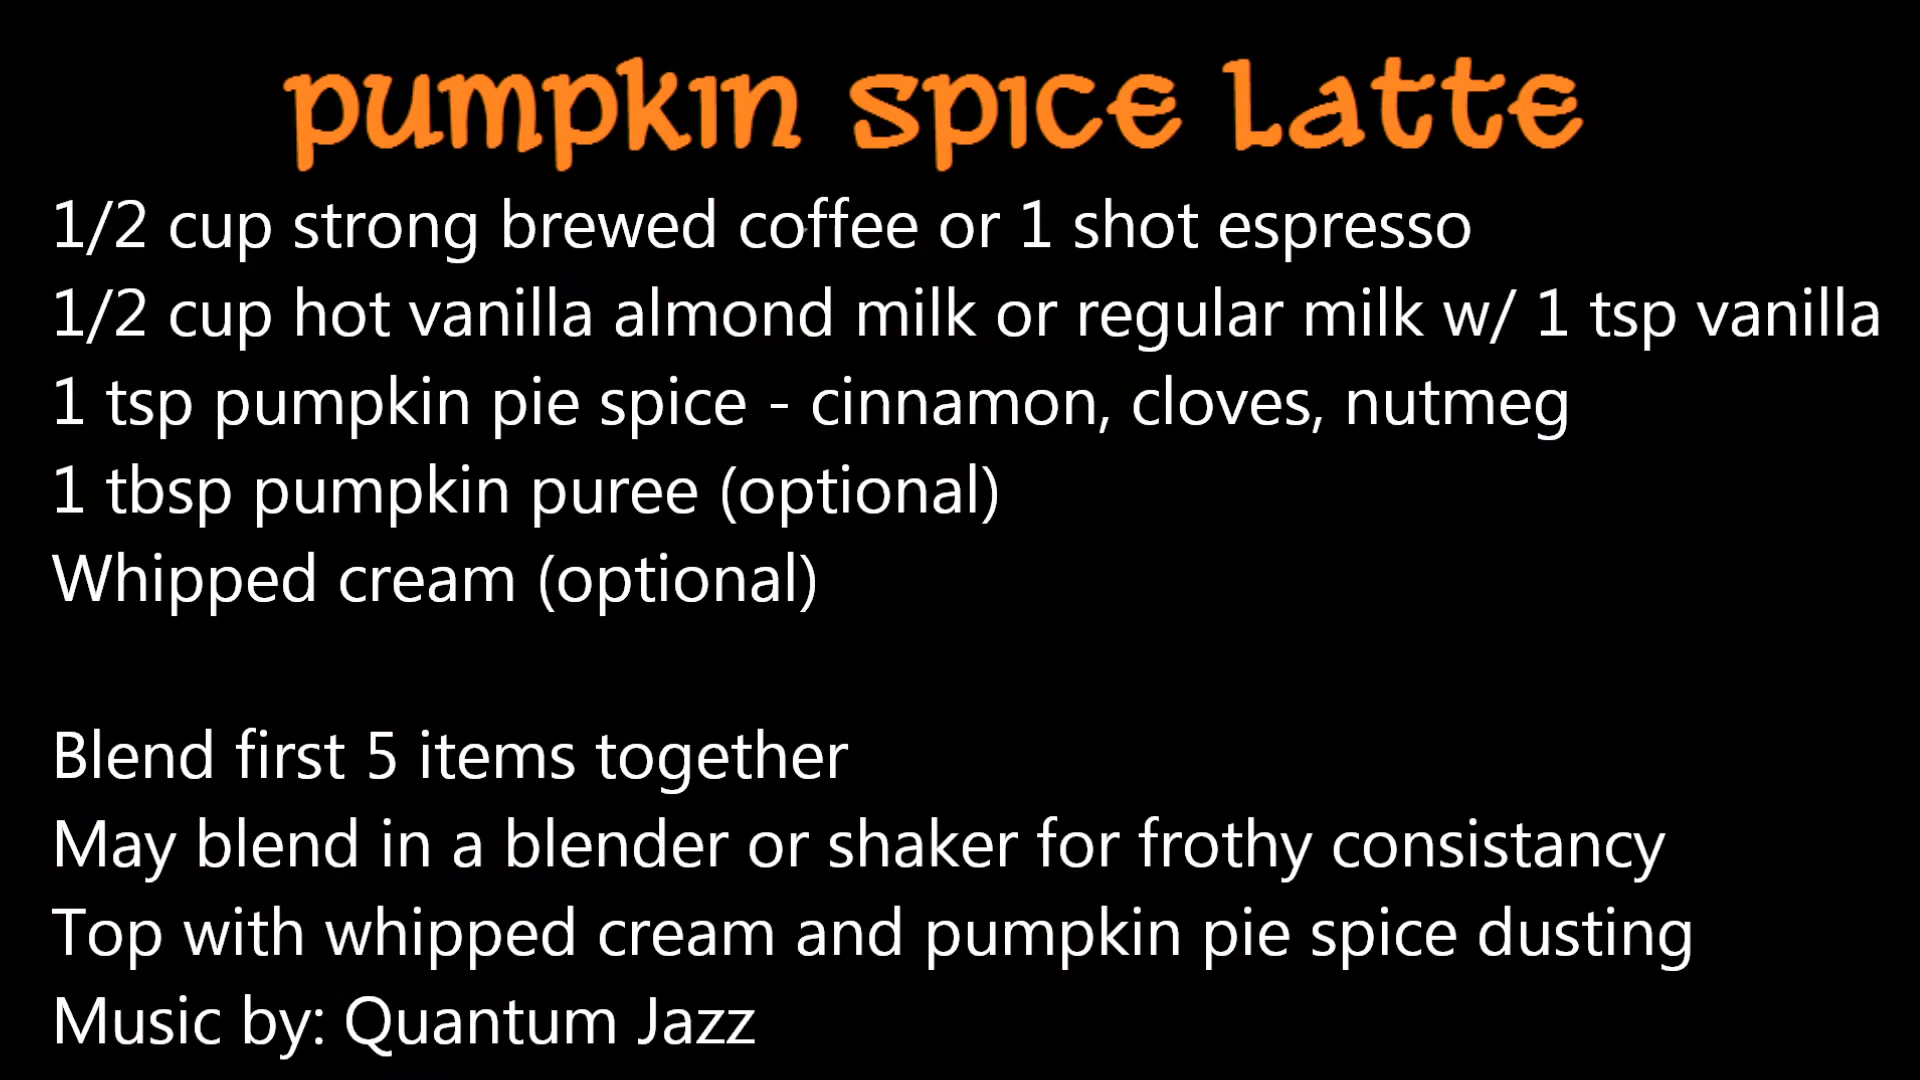 pumpkin spice latte
1/2 cup strong brewed coffee or 1 shot espresso
1/2 cup hot vanilla almond milk or regular milk w/ 1 tsp vanilla
1 tsp pumpkin pie spice - cinnamon, cloves, nutmeg
1 tbsp pumpkin puree (optional)
Whipped cream (optional)
Blend first 5 items together
May blend in a blender or shaker for frothy consistancy
Top with whipped cream and pumpkin pie spice dusting
Music by: Quantum Jazz